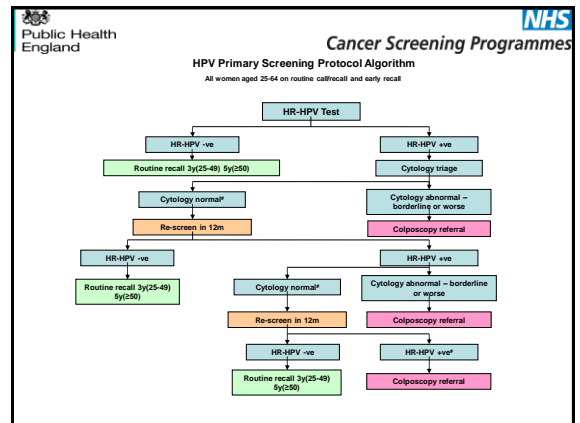 Public Health
England
NHS
Cancer Screening Programmes
HPV Primary Screening Protocol Algorithm
All women aged 25-64 on routine call/recall and early recall
HR-HPV Test
HR-HPV -ve
HR-HPV +ve
Routine recall 3y(25-49) 5y(≥50)
Cytology triage
Cytology normal#
Cytology abnormal –
borderline or worse
Re-screen in 12m
Colposcopy referral
HR-HPV -ve
HR-HPV +ve
Routine recall 3y(25-49)
5y(≥50)
Cytology normal#
Cytology abnormal – borderline
or worse
Re-screen in 12m
Colposcopy referral
HR-HPV -ve
HR-HPV +ve#
Routine recall 3y(25-49)
5y(≥50)
Colposcopy referral